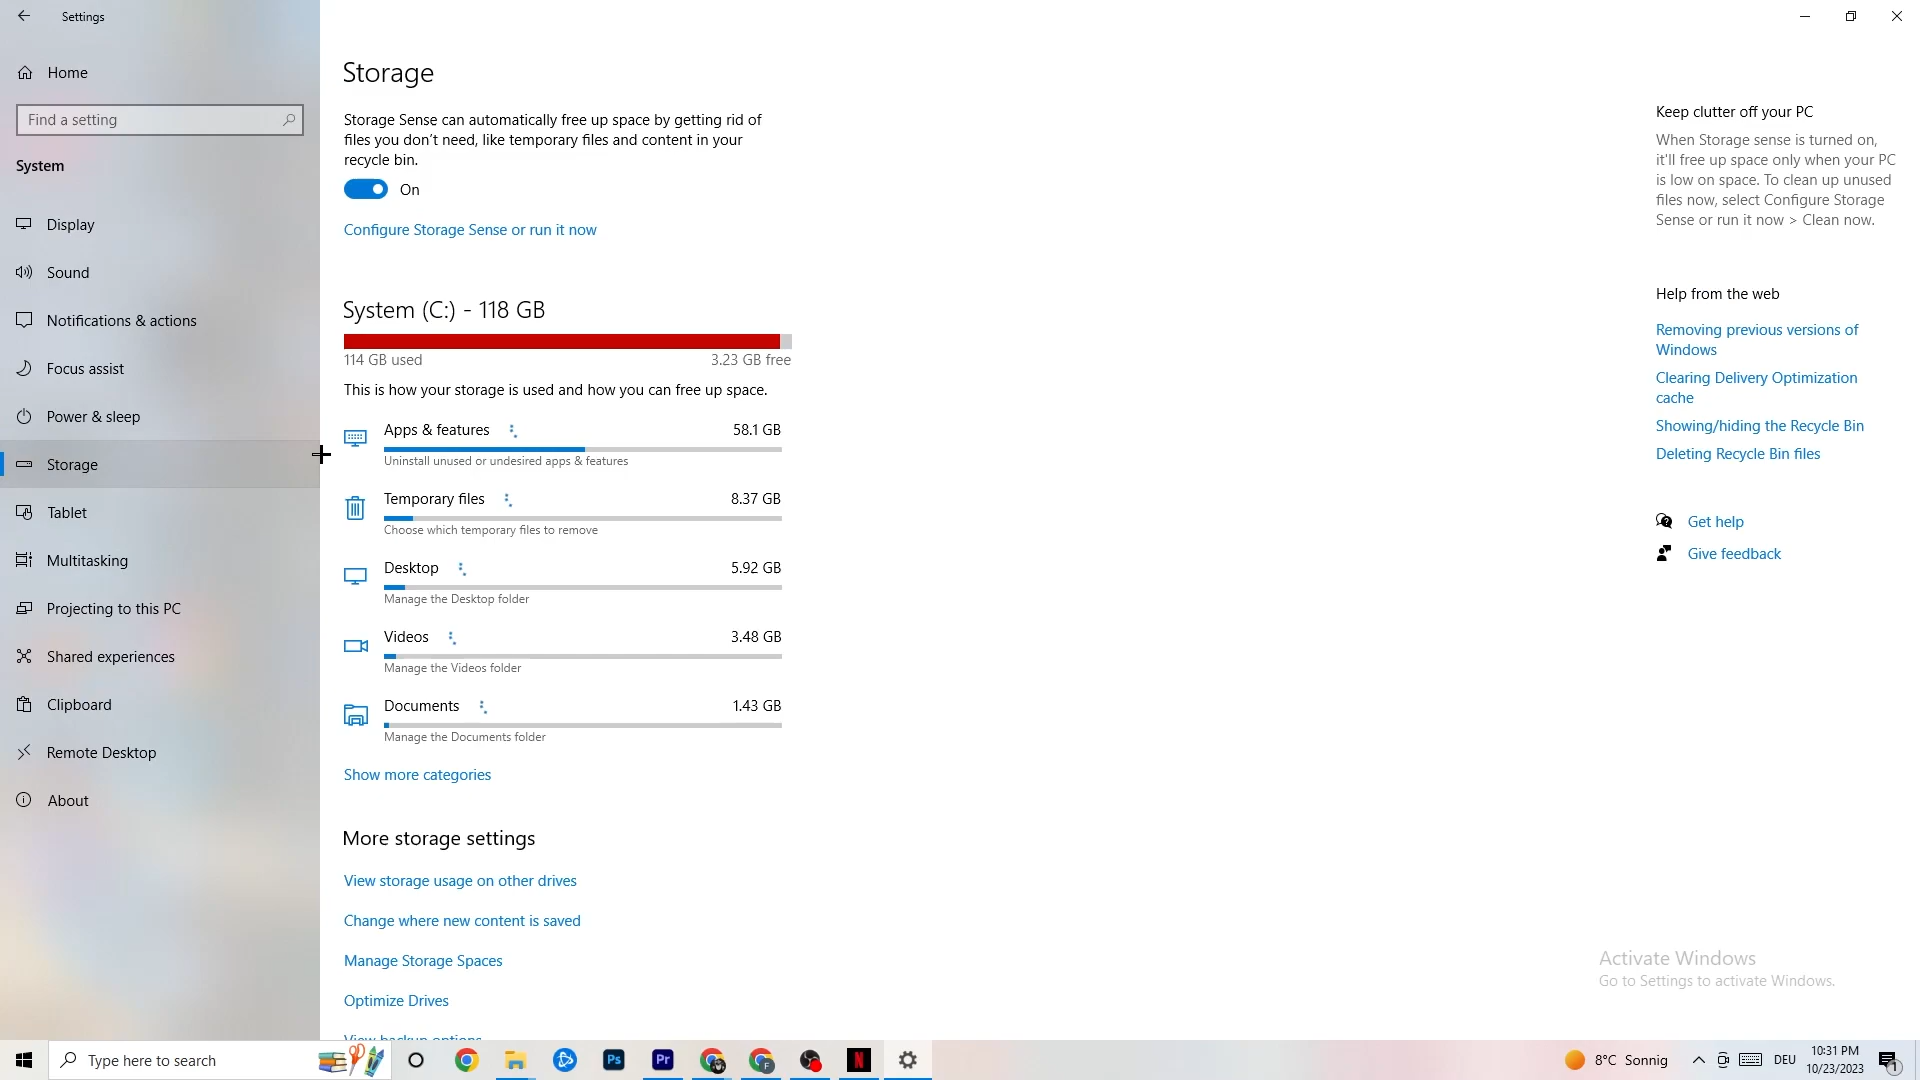 Settings
Home
Find a setting
System
Display
Sound
Notifications & actions
Focus assist
Power & sleep
Storage
Tablet
Multitasking
Projecting to this PC
Shared experiences
Clipboard
Remote Desktop
About
Storage
Storage Sense can automatically free up space by getting rid of
files you don't need, like temporary files and content in your
recycle bin.
On
Configure Storage Sense or run it now
System (C:) - 118 GB
114 GB used 3.23 GB free
This is how your storage is used and how you can free up space.
Apps & features 58.1 GB
Uninstall unused or undesired apps & features
Temporary files 8.37 GB
Choose which temporary files to remove
Desktop 5.92 GB
Manage the Desktop folder
Videos 3.48 GB
Manage the Videos folder
Documents 1.43 GB
Manage the Documents folder
Show more categories
More storage settings
View storage usage on other drives
Change where new content is saved
Manage Storage Spaces
Optimize Drives
View backup options
Keep clutter off your PC
When Storage sense is turned on,
it'll free up space only when your PC
is low on space. To clean up unused
files now, select Configure Storage
Sense or run it now > Clean now.
Help from the web
Removing previous versions of
Windows
Clearing Delivery Optimization
cache
Showing/hiding the Recycle Bin
Deleting Recycle Bin files
Get help
Give feedback
Activate Windows
Go to Settings to activate Windows.
Type here to search
Ps
Pr
F
N
8°C Sonnig
DEU
10:31 PM
10/23/2023
1